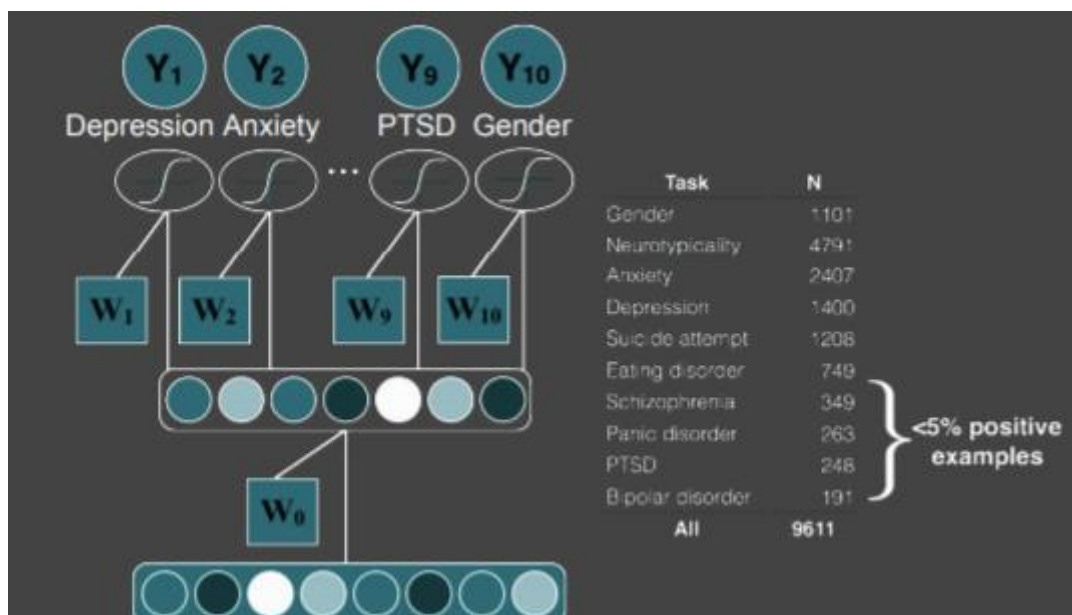 Y1 Y2 Y9 Y10
Depression Anxiety PTSD Gender
...
W1 W2 W9 W10
W0
Task N
Gender 1101
Neurotypicality 4791
Anxiety 2407
Depression 1400
Suicide attempt 1208
Eating disorder 749
Schizophrenia 349
Panic disorder 263
PTSD 248
Bipolar disorder 191
All 9611
<5% positive
examples